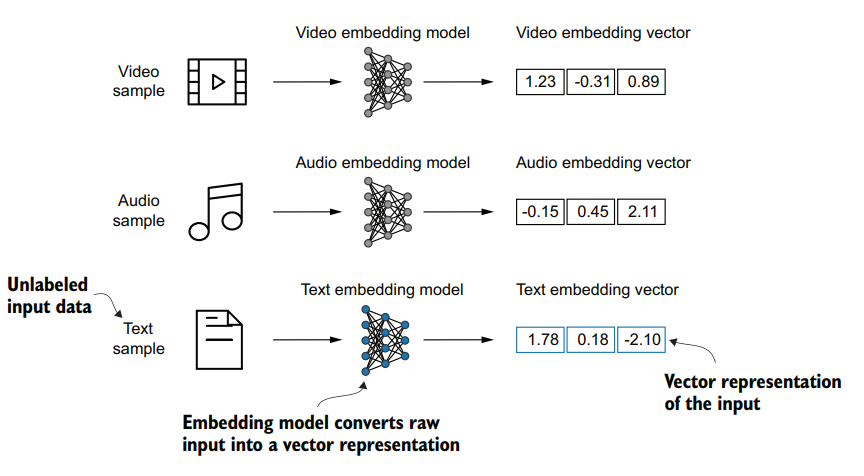 Video embedding model
Video embedding vector
Video
sample
1.23 -0.31 0.89
Audio embedding model
Audio embedding vector
Audio
sample
-0.15 0.45 2.11
Unlabeled
input data
Text embedding model
Text embedding vector
Text
sample
1.78 0.18 -2.10
Vector representation
of the input
Embedding model converts raw
input into a vector representation